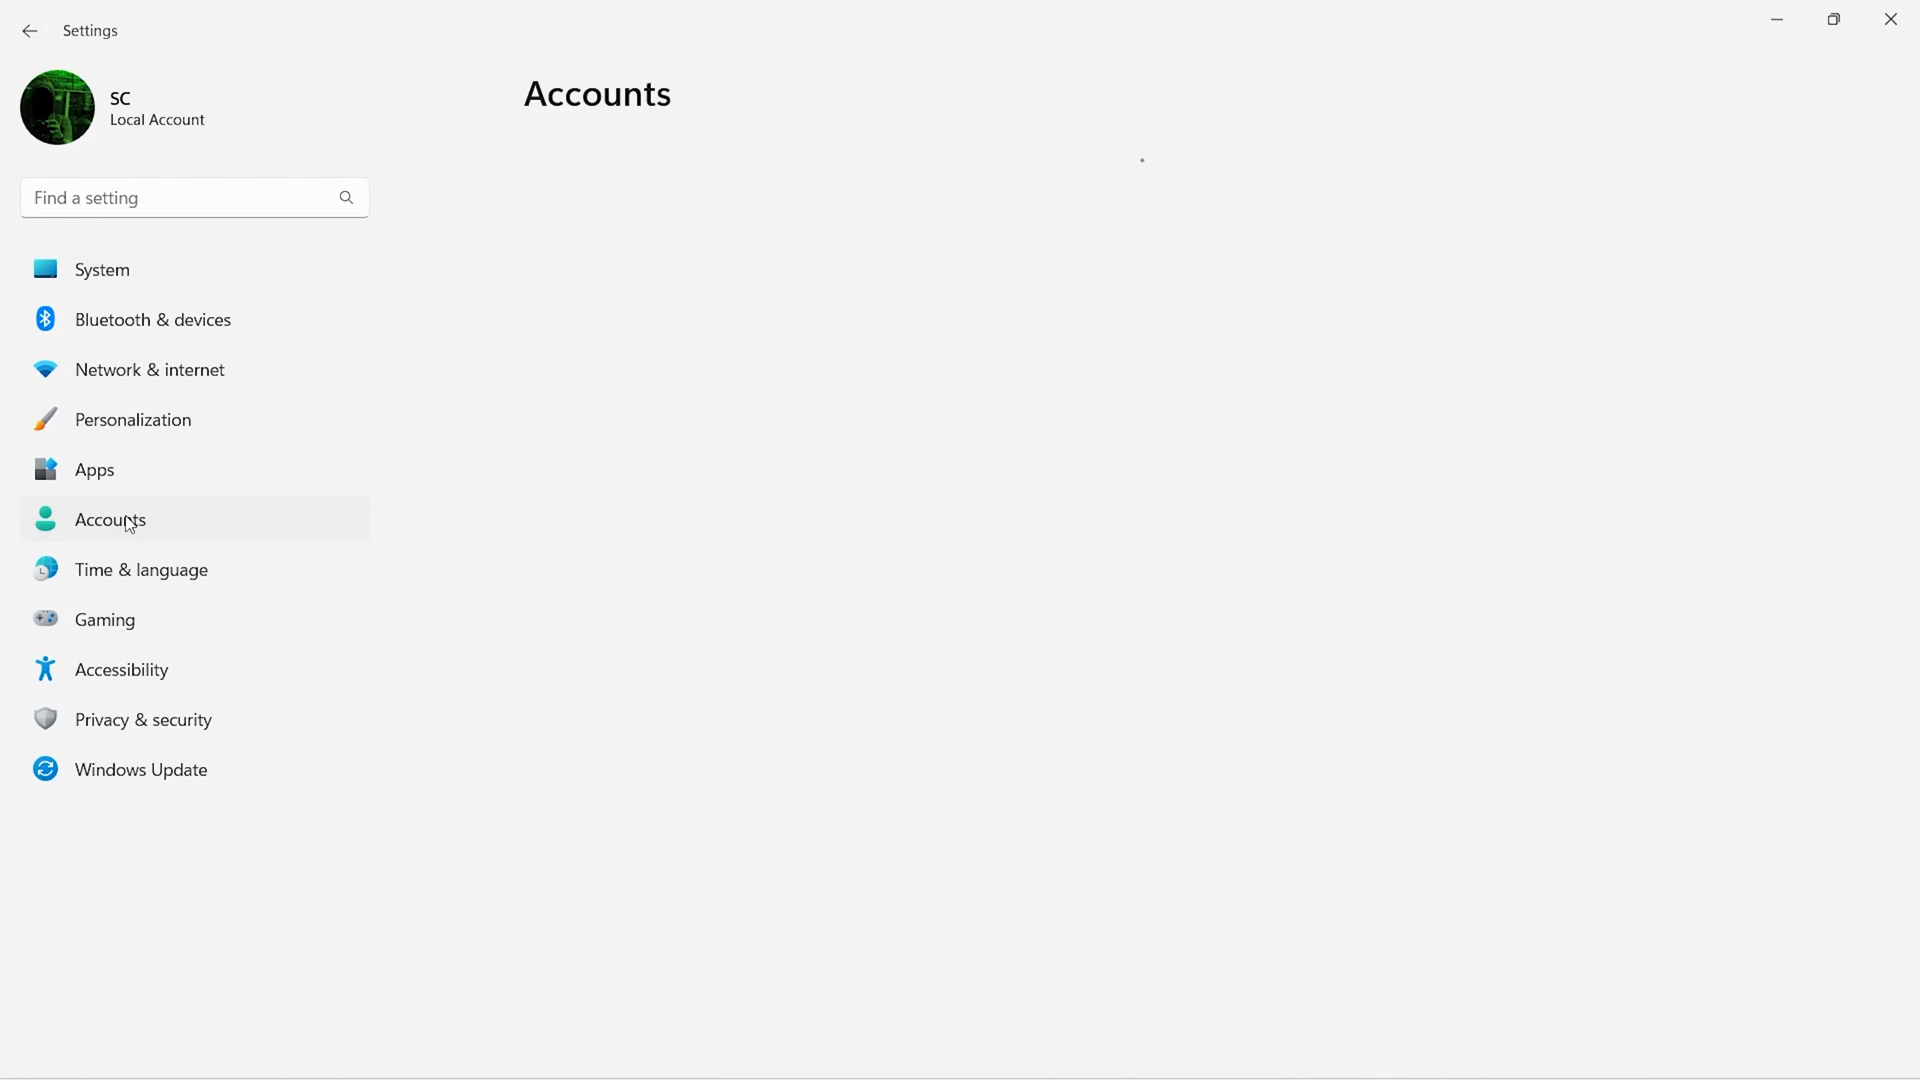 Settings
SC
Local Account
Accounts
Find a setting
System
Bluetooth & devices
Network & internet
Personalization
Apps
Accounts
Time & language
Gaming
Accessibility
Privacy & security
Windows Update